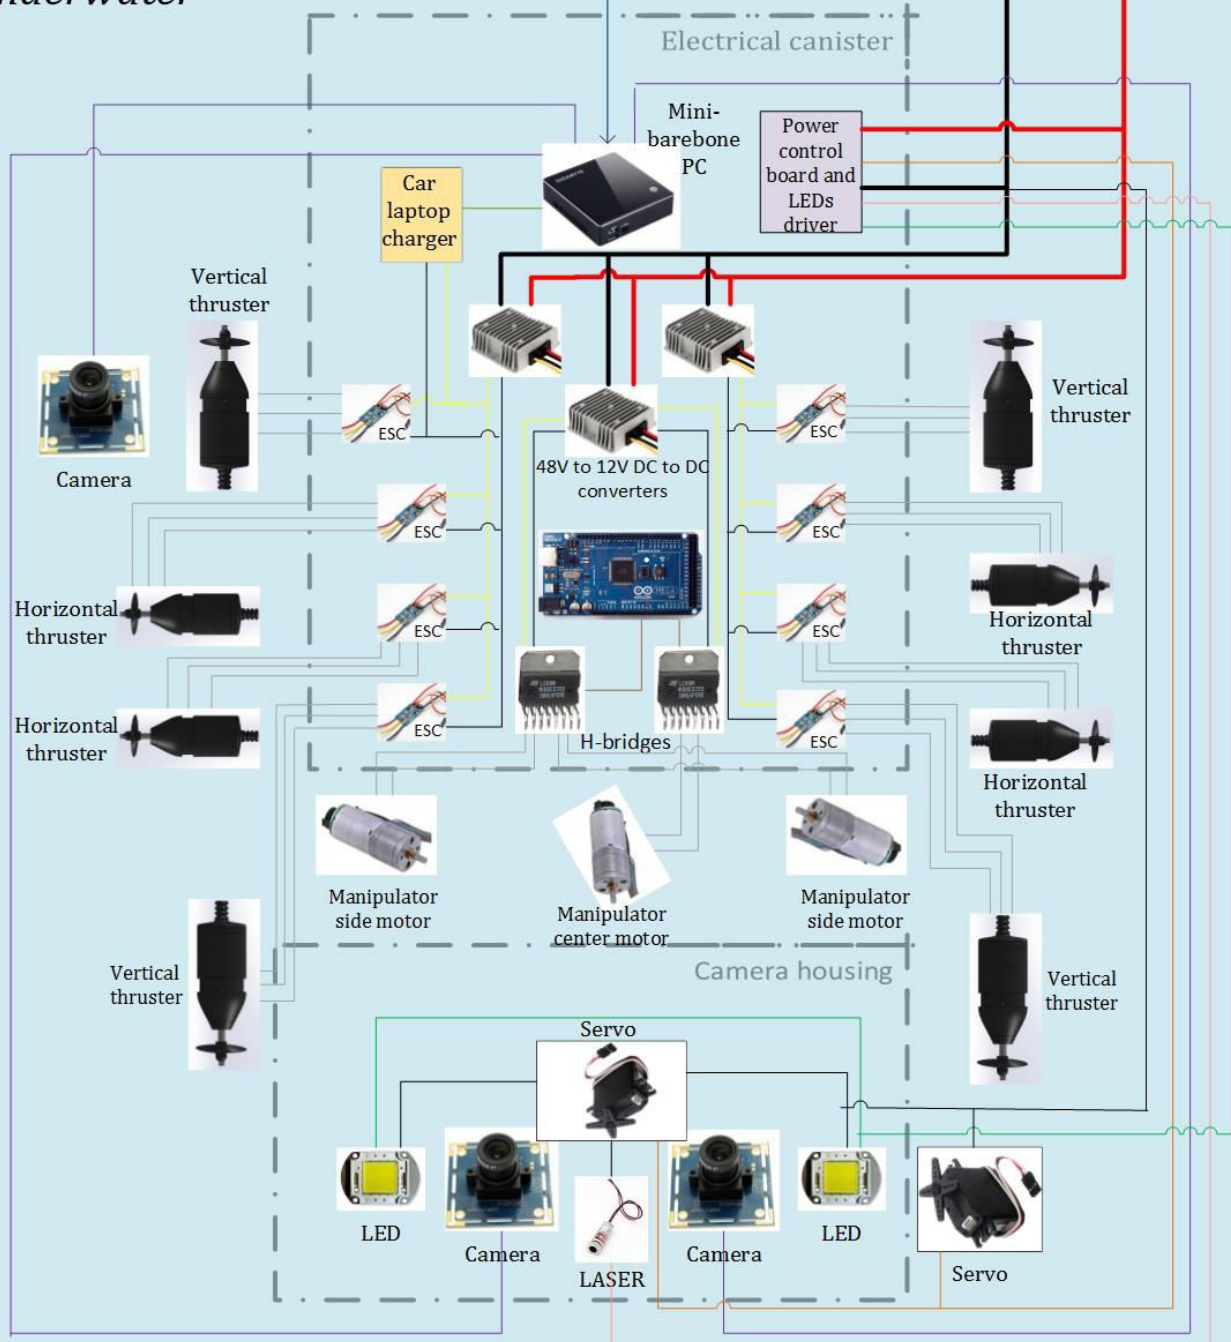 Electrical canister
Mini-
barebone
PC
Power
control
board and
LEDs
driver
Car
laptop
charger
Vertical
thruster
Camera
ESC
ESC
Vertical
thruster
48V to 12V DC to DC
converters
ESC
ESC
Horizontal
thruster
ESC
ESC
Horizontal
thruster
Horizontal
thruster
ESC
H-bridges
ESC
Horizontal
thruster
Manipulator
side motor
Manipulator
center motor
Manipulator
side motor
Vertical
thruster
Camera housing
Vertical
thruster
Servo
LED
Camera
LASER
Camera
LED
Servo